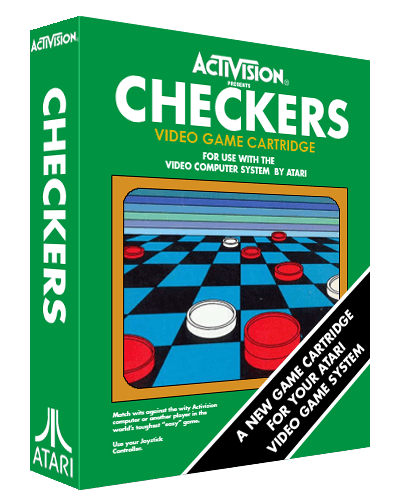 ACTIVISION
CHECKERS
ATARI
ACTIVISION®
PRESENTS
CHECKERS
VIDEO GAME CARTRIDGE
FOR USE WITH THE
VIDEO COMPUTER SYSTEM BY ATARI
A NEW GAME CARTRIDGE
FOR YOUR ATARI
VIDEO GAME SYSTEM
Match wits against the wity Activision
computer or another player in the
world's toughest "easy" game.
Use your Joystick
Controller.